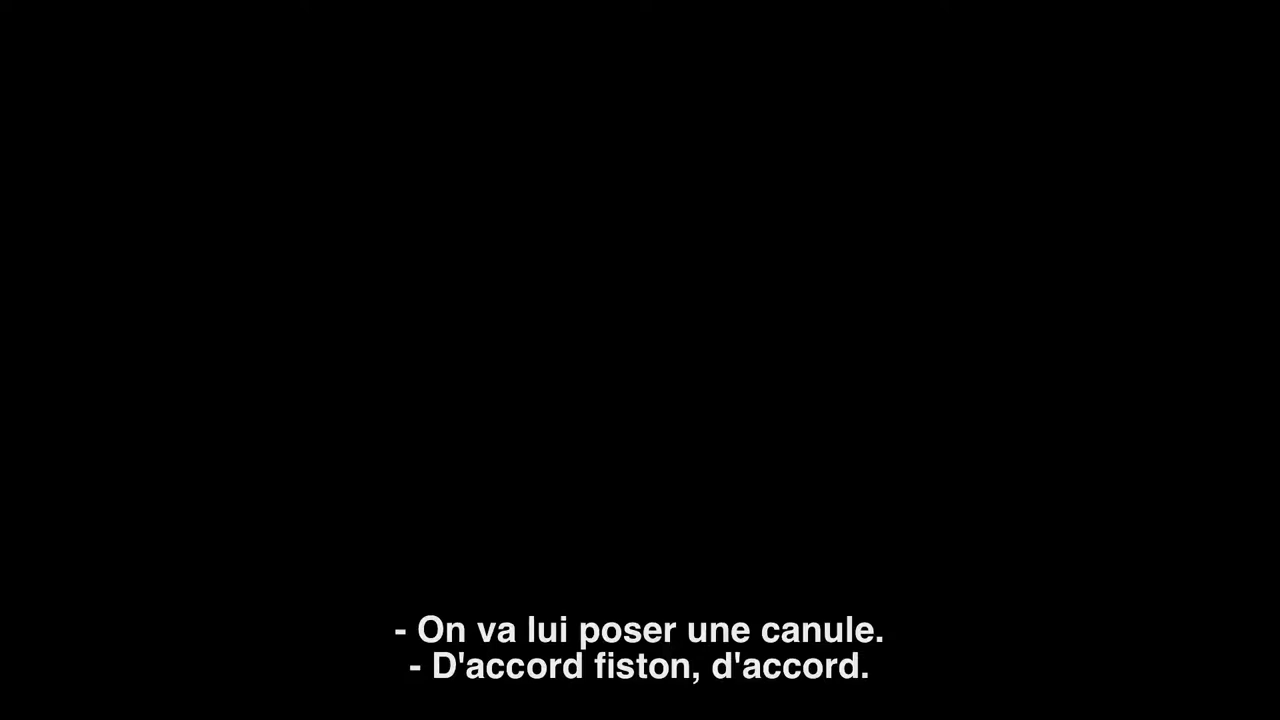 - On va lui poser une canule.
- D'accord fiston, d'accord.